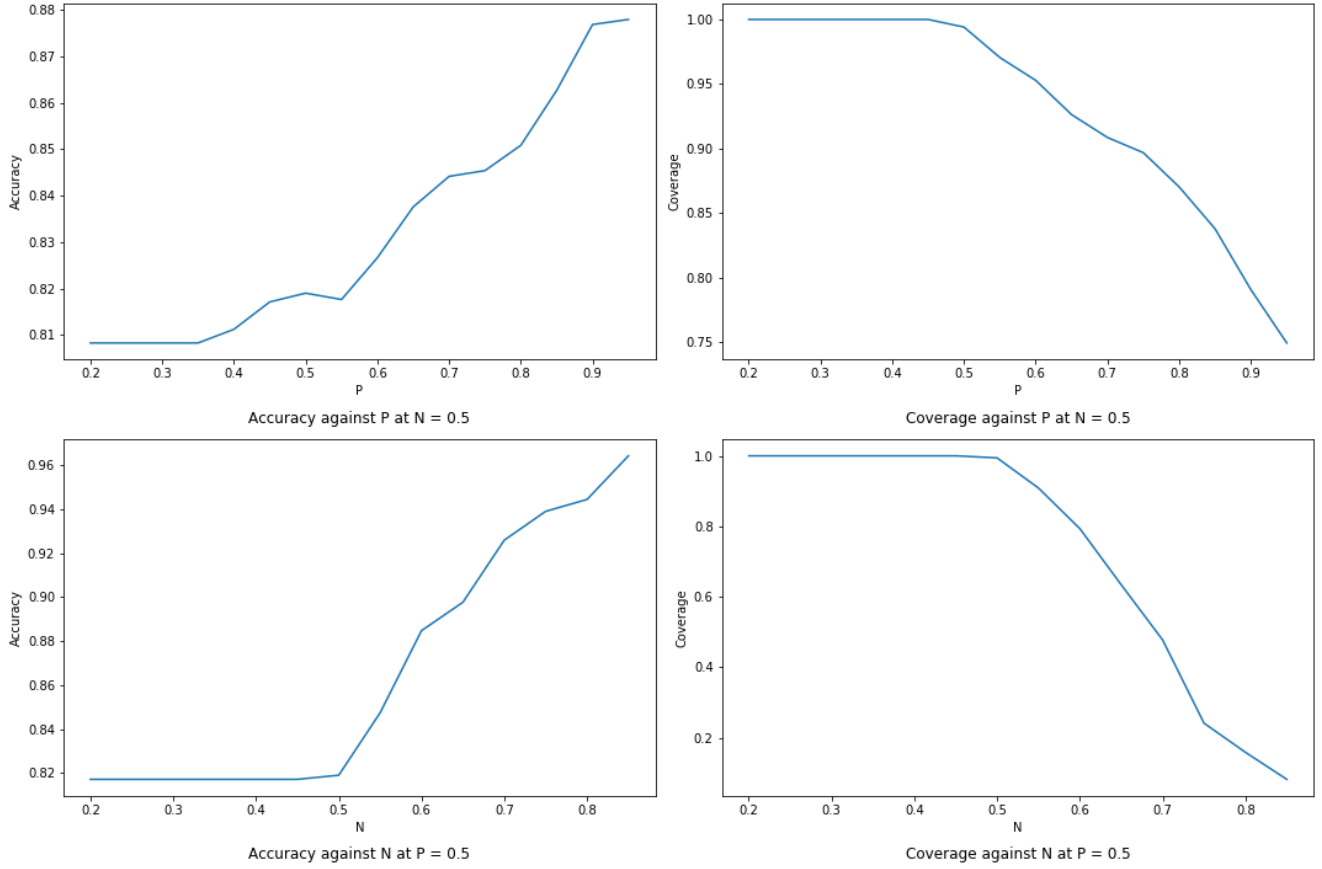 0.88
0.87
0.86
0.85
0.84
0.83
0.82
0.81
Accuracy
0.2 0.3 0.4 0.5 0.6 0.7 0.8 0.9
P
Accuracy against P at N = 0.5
1.00
0.95
0.90
0.85
0.80
0.75
Coverage
0.2 0.3 0.4 0.5 0.6 0.7 0.8 0.9
P
Coverage against P at N = 0.5
0.96
0.94
0.92
0.90
0.88
0.86
0.84
0.82
Accuracy
0.2 0.3 0.4 0.5 0.6 0.7 0.8
N
Accuracy against N at P = 0.5
1.0
0.8
0.6
0.4
0.2
Coverage
0.2 0.3 0.4 0.5 0.6 0.7 0.8
N
Coverage against N at P = 0.5